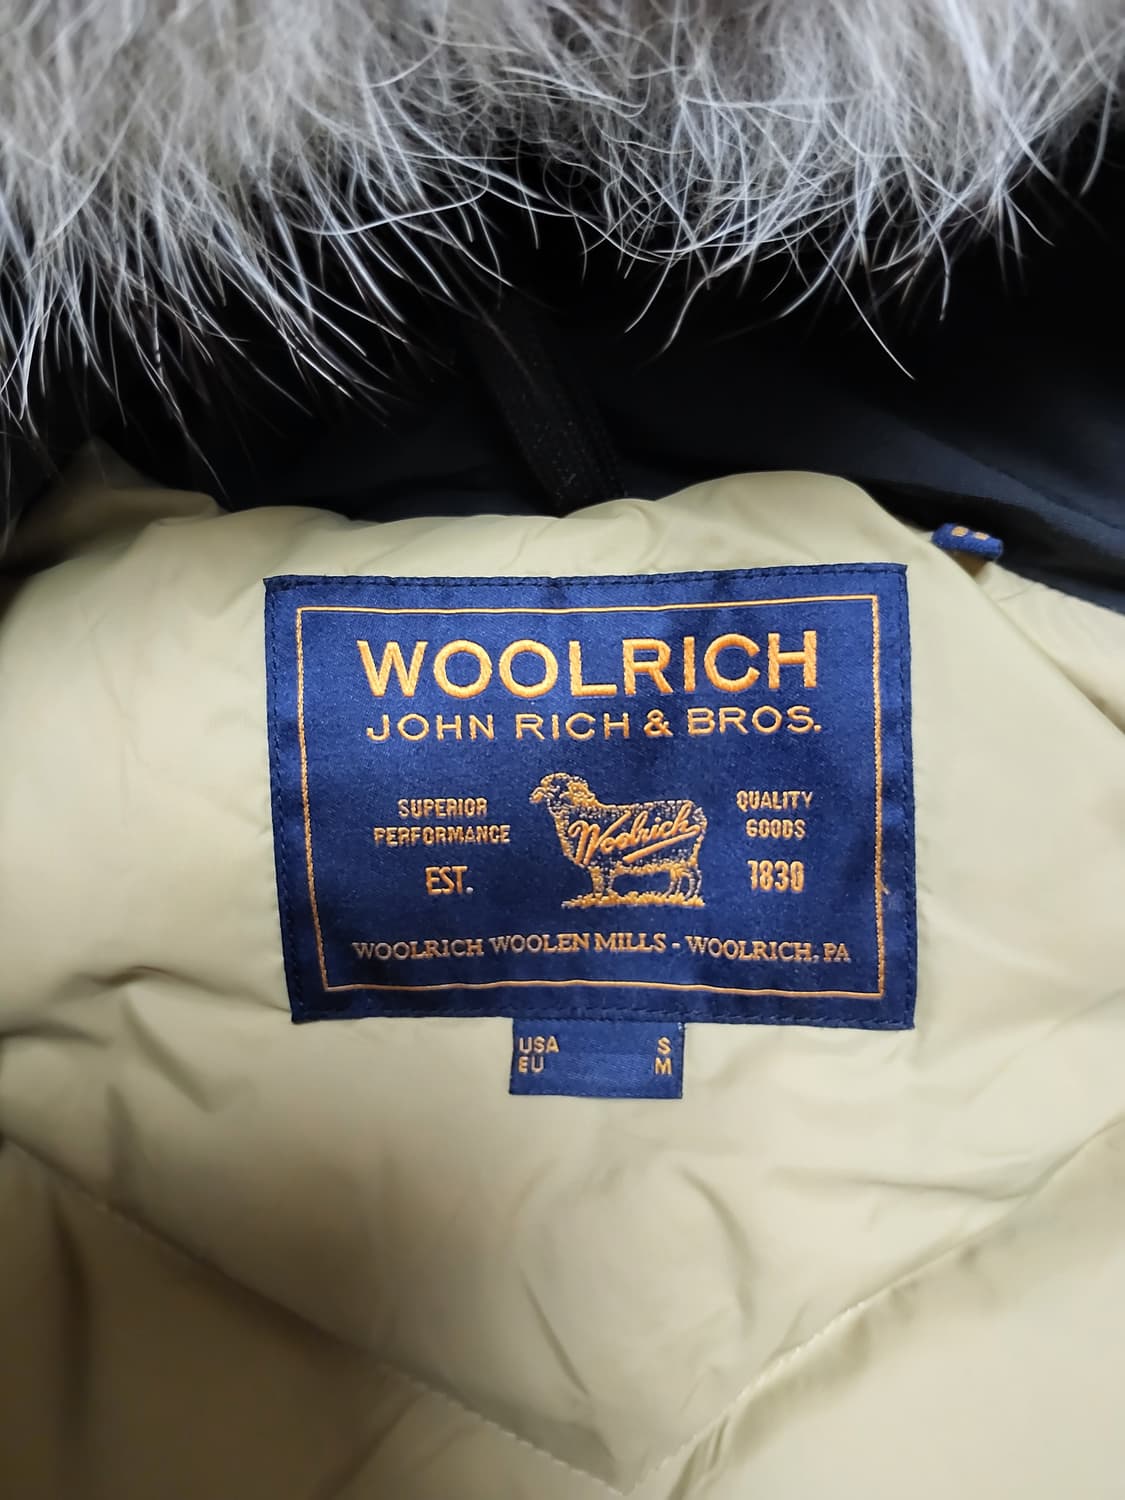 WOOLRICH
JOHN RICH & BROS.
SUPERIOR
PERFORMANCE
EST.
Woolrich
QUALITY
GOODS
1830
WOOLRICH WOOLEN MILLS - WOOLRICH, PA
USA S
EU M